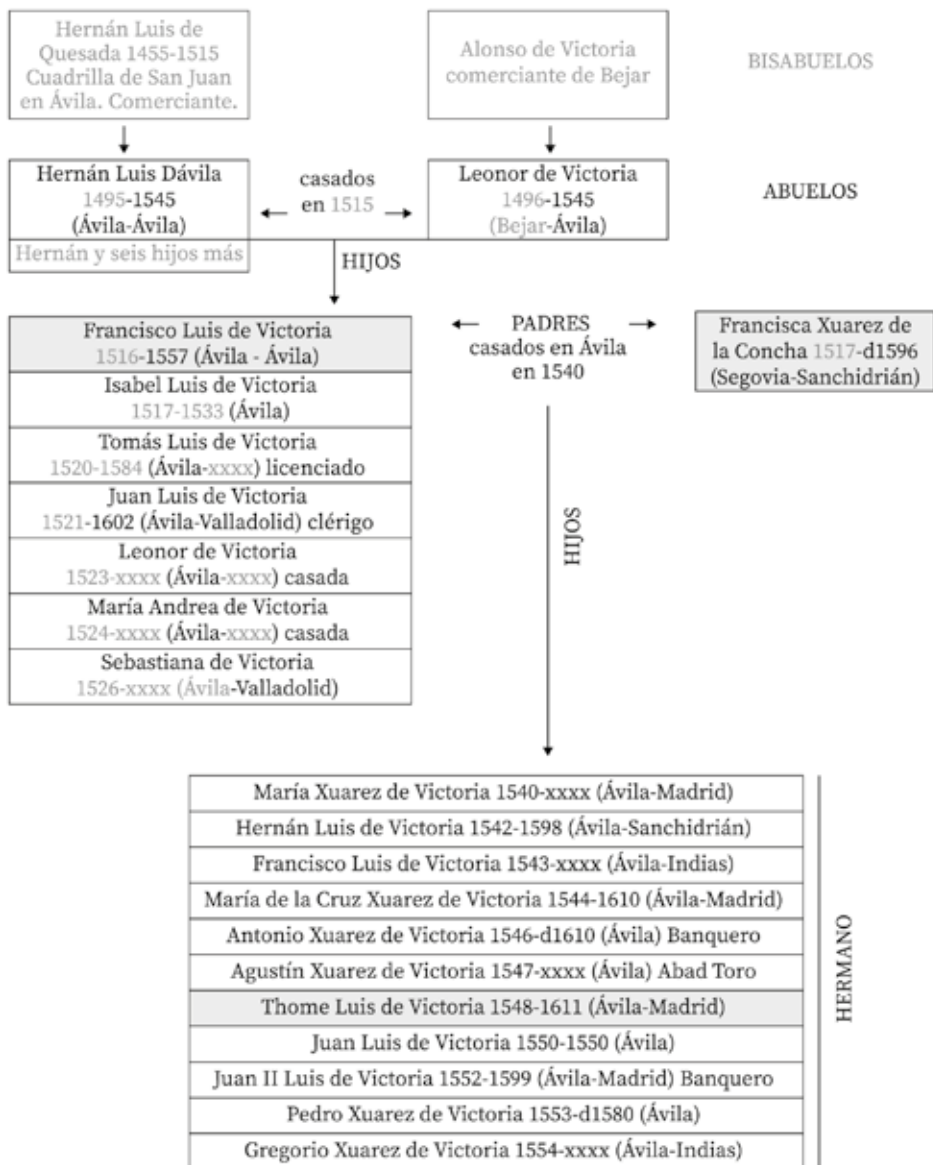 Hernán Luis de
Quesada 1455-1515
Cuadrilla de San Juan
en Ávila. Comerciante.
Alonso de Victoria
comerciante de Bejar
BISABUELOS
Hernán Luis Dávila
1495-1545
(Ávila-Ávila)
Hernán y seis hijos más
casados
en 1515
Leonor de Victoria
1496-1545
(Bejar-Ávila)
ABUELOS
HIJOS
Francisco Luis de Victoria
1516-1557 (Ávila - Ávila)
Isabel Luis de Victoria
1517-1533 (Ávila)
Tomás Luis de Victoria
1520-1584 (Ávila-xxxx) licenciado
Juan Luis de Victoria
1521-1602 (Ávila-Valladolid) clérigo
Leonor de Victoria
1523-xxxx (Ávila-xxxx) casada
María Andrea de Victoria
1524-xxxx (Ávila-xxxx) casada
Sebastiana de Victoria
1526-xxxx (Ávila-Valladolid)
PADRES
casados en Ávila
en 1540
Francisca Xuarez de
la Concha 1517-d1596
(Segovia-Sanchidrián)
HIJOS
María Xuarez de Victoria 1540-xxxx (Ávila-Madrid)
Hernán Luis de Victoria 1542-1598 (Ávila-Sanchidrián)
Francisco Luis de Victoria 1543-xxxx (Ávila-Indias)
María de la Cruz Xuarez de Victoria 1544-1610 (Ávila-Madrid)
Antonio Xuarez de Victoria 1546-d1610 (Ávila) Banquero
Agustín Xuarez de Victoria 1547-xxxx (Ávila) Abad Toro
Thome Luis de Victoria 1548-1611 (Ávila-Madrid)
Juan Luis de Victoria 1550-1550 (Ávila)
Juan II Luis de Victoria 1552-1599 (Ávila-Madrid) Banquero
Pedro Xuarez de Victoria 1553-d1580 (Ávila)
Gregorio Xuarez de Victoria 1554-xxxx (Ávila-Indias)
HERMANO